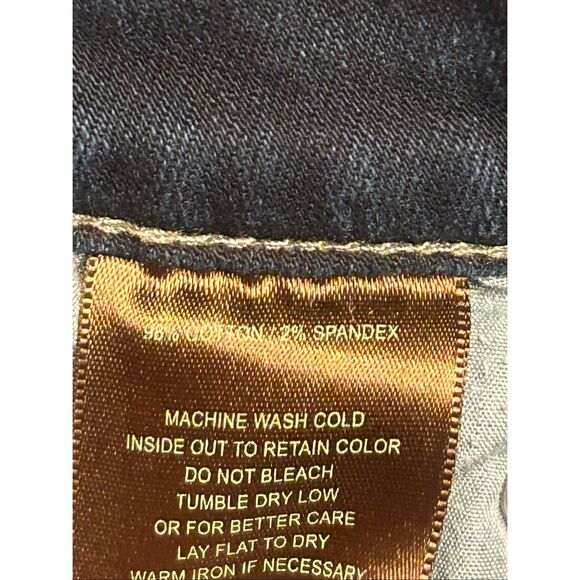 98% COTTON / 2% SPANDEX
MACHINE WASH COLD
INSIDE OUT TO RETAIN COLOR
DO NOT BLEACH
TUMBLE DRY LOW
OR FOR BETTER CARE
LAY FLAT TO DRY
WARM IRON IF NECESSARY